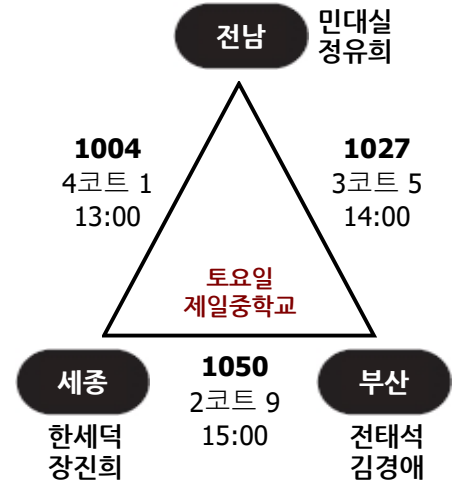 전남
민대실
정유희
1004
4코트 1
13:00
1027
3코트 5
14:00
토요일
제일중학교
세종
한세덕
장진희
1050
2코트 9
15:00
부산
전태석
김경애